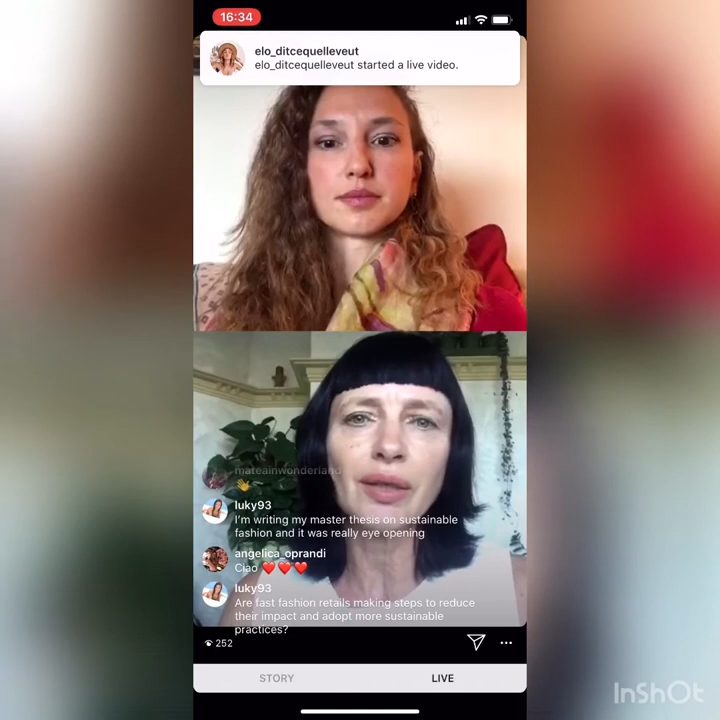 16:34
elo_ditcequelleveut
elo_ditcequelleveut started a live video.
mateainwonderland
👋
luky93
I'm writing my master thesis on sustainable
fashion and it was really eye opening
angelica_oprandi
Ciao ❤️❤️❤️
luky93
Are fast fashion retails making steps to reduce
their impact and adopt more sustainable
practices?
252
STORY LIVE
InShOt